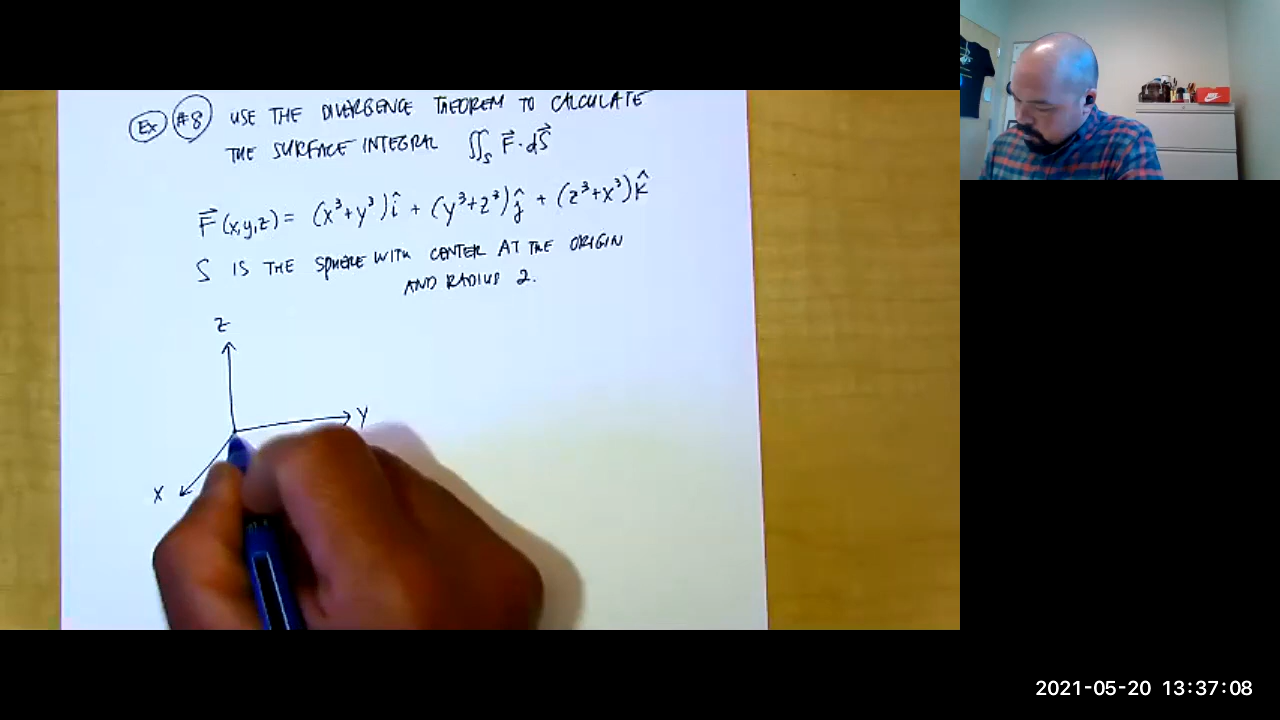 Ex #8 USE THE DIVERGENCE THEOREM TO CALCULATE
THE SURFACE INTEGRAL ∬_S F⃗·dS⃗
F⃗(x,y,z) = (x³+y³)î + (y³+z³)ĵ + (z³+x³)k̂
S IS THE SPHERE WITH CENTER AT THE ORIGIN
AND RADIUS 2.
z
y
x
2021-05-20 13:37:08